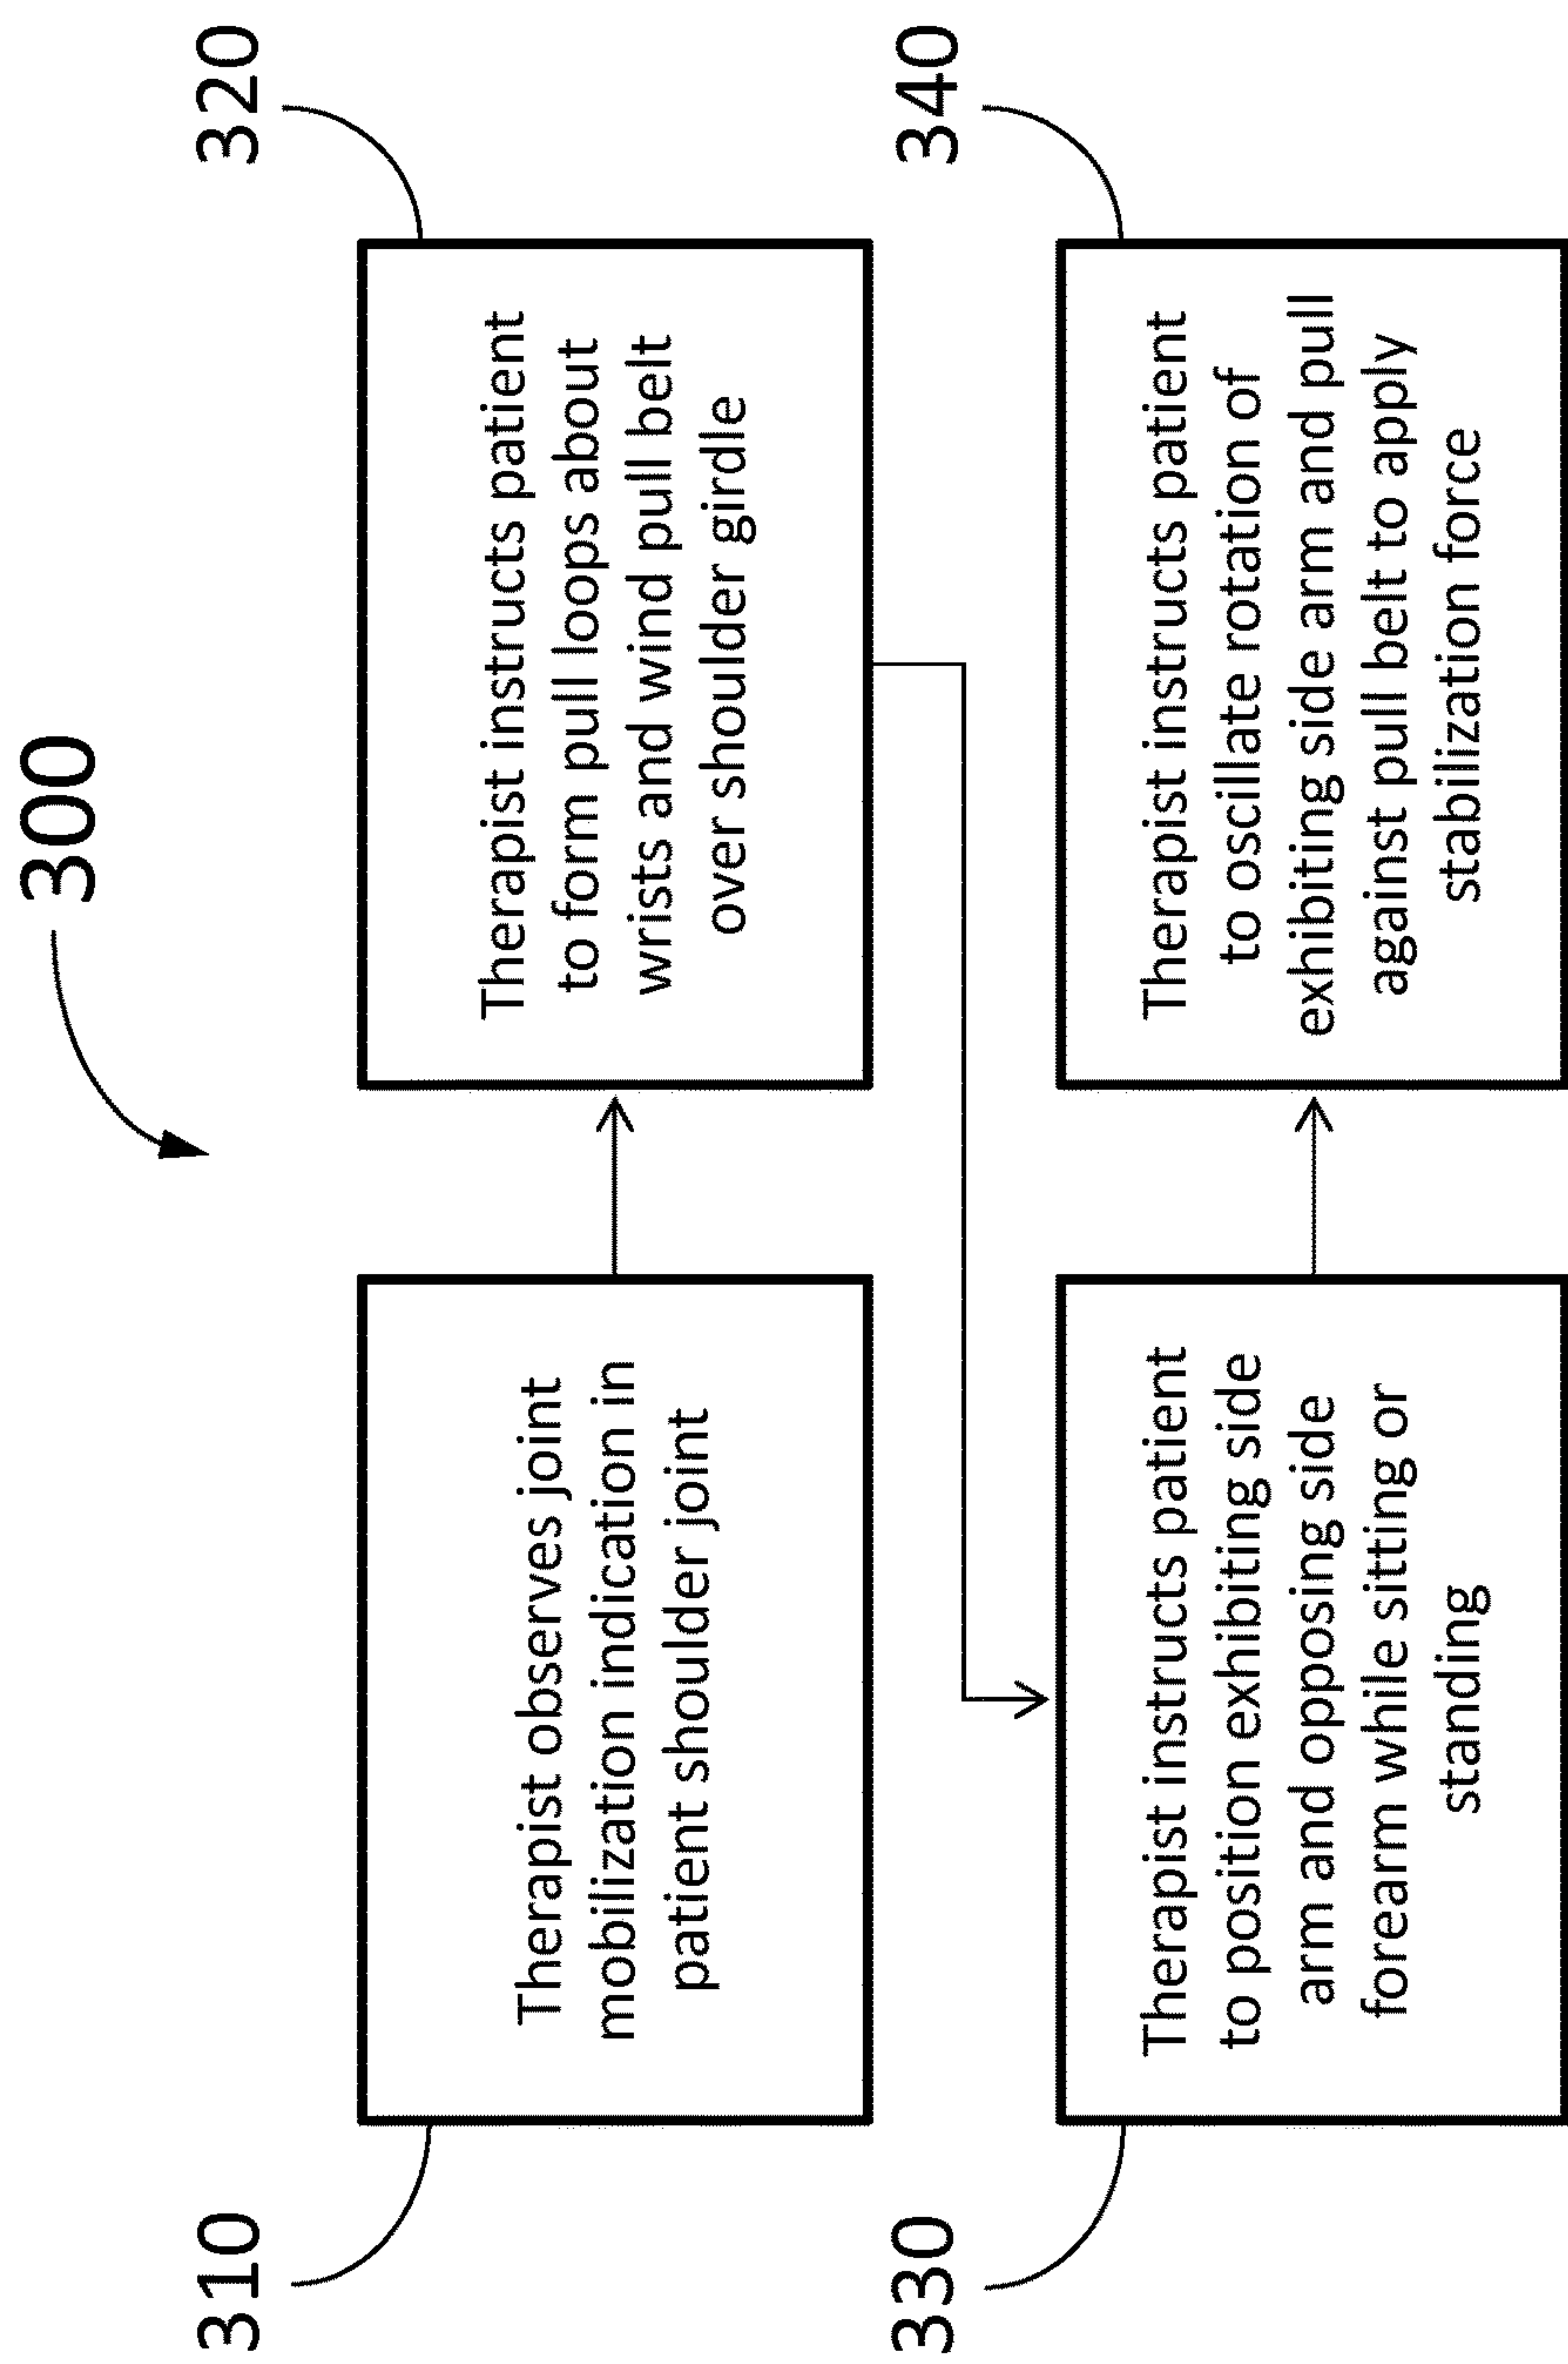 300
310
Therapist observes joint
mobilization indication in
patient shoulder joint
320
Therapist instructs patient
to form pull loops about
wrists and wind pull belt
over shoulder girdle
330
Therapist instructs patient
to position exhibiting side
arm and opposing side
forearm while sitting or
standing
340
Therapist instructs patient
to oscillate rotation of
exhibiting side arm and pull
against pull belt to apply
stabilization force